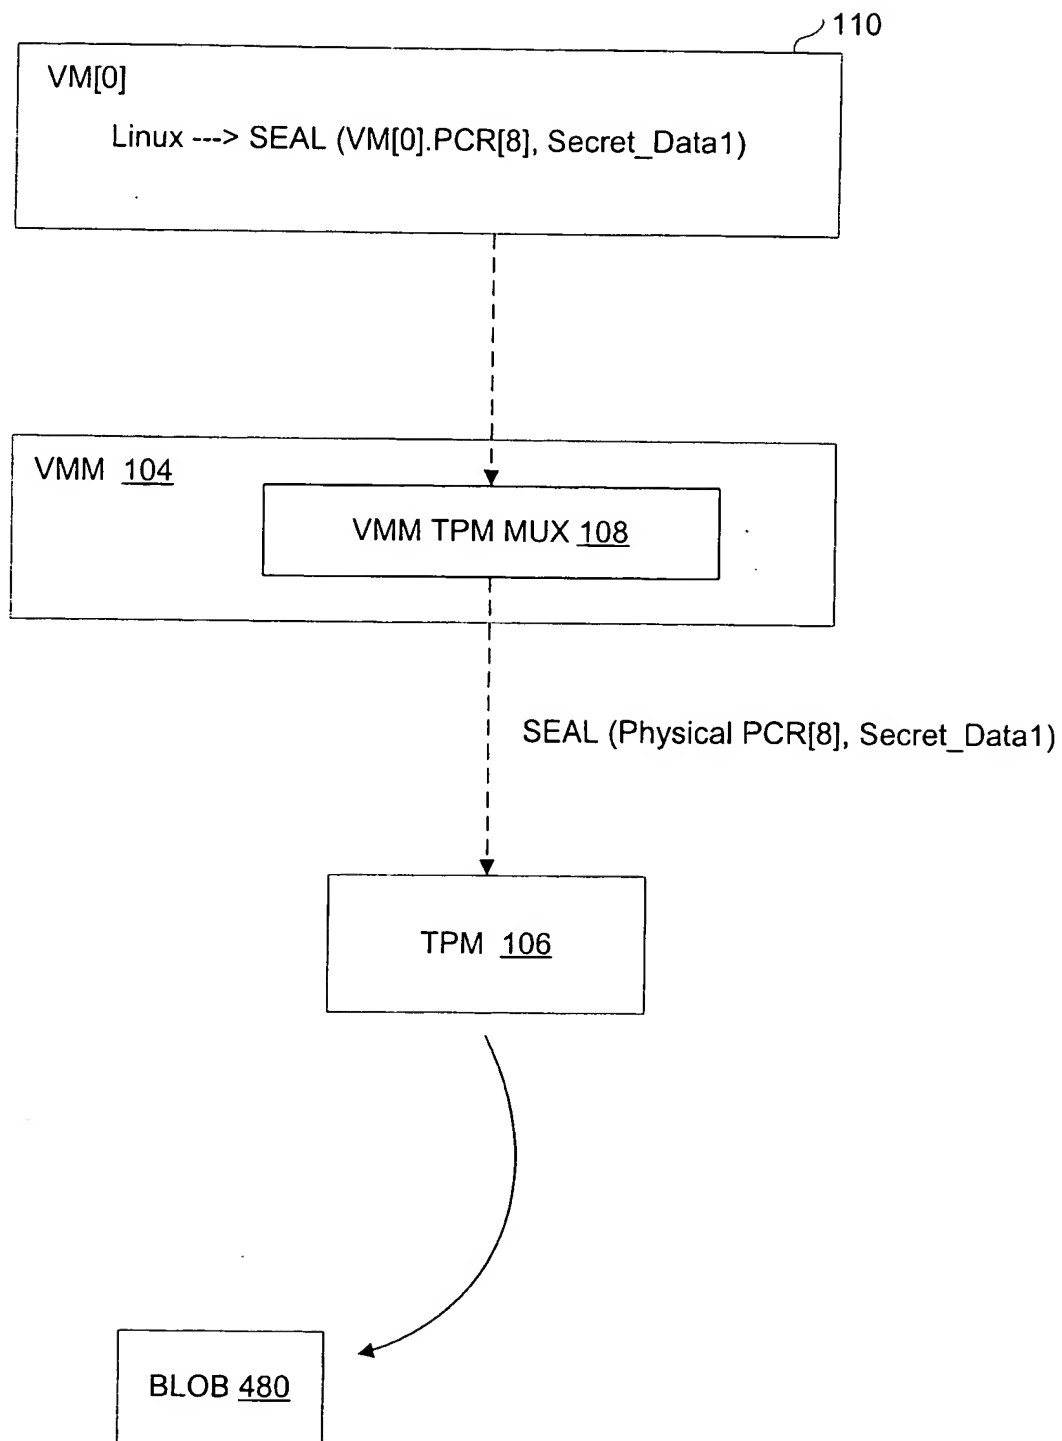 110
VM[0]
Linux ---> SEAL (VM[0].PCR[8], Secret_Data1)
VMM 104
VMM TPM MUX 108
SEAL (Physical PCR[8], Secret_Data1)
TPM 106
BLOB 480